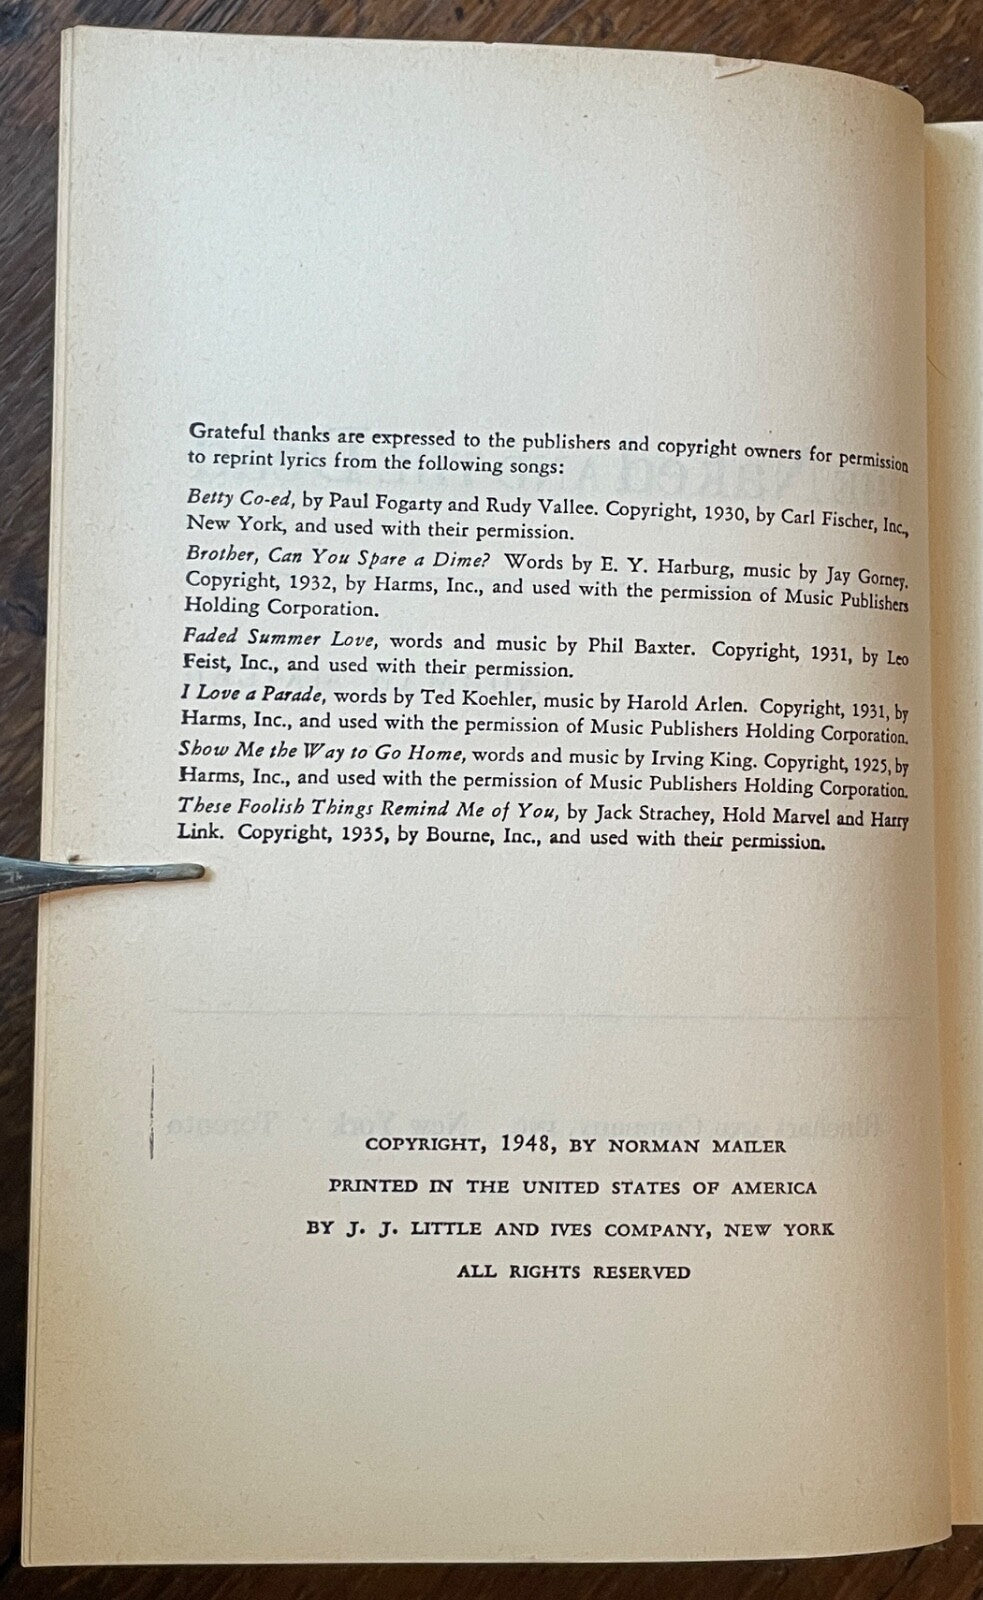 Grateful thanks are expressed to the publishers and copyright owners for permission
to reprint lyrics from the following songs:
Betty Co-ed, by Paul Fogarty and Rudy Vallee. Copyright, 1930, by Carl Fischer, Inc.,
New York, and used with their permission.
Brother, Can You Spare a Dime? Words by E. Y. Harburg, music by Jay Gorney.
Copyright, 1932, by Harms, Inc., and used with the permission of Music Publishers
Holding Corporation.
Faded Summer Love, words and music by Phil Baxter. Copyright, 1931, by Leo
Feist, Inc., and used with their permission.
I Love a Parade, words by Ted Koehler, music by Harold Arlen. Copyright, 1931, by
Harms, Inc., and used with the permission of Music Publishers Holding Corporation.
Show Me the Way to Go Home, words and music by Irving King. Copyright, 1925, by
Harms, Inc., and used with the permission of Music Publishers Holding Corporation.
These Foolish Things Remind Me of You, by Jack Strachey, Hold Marvel and Harry
Link. Copyright, 1935, by Bourne, Inc., and used with their permission.
COPYRIGHT, 1948, BY NORMAN MAILER
PRINTED IN THE UNITED STATES OF AMERICA
BY J. J. LITTLE AND IVES COMPANY, NEW YORK
ALL RIGHTS RESERVED